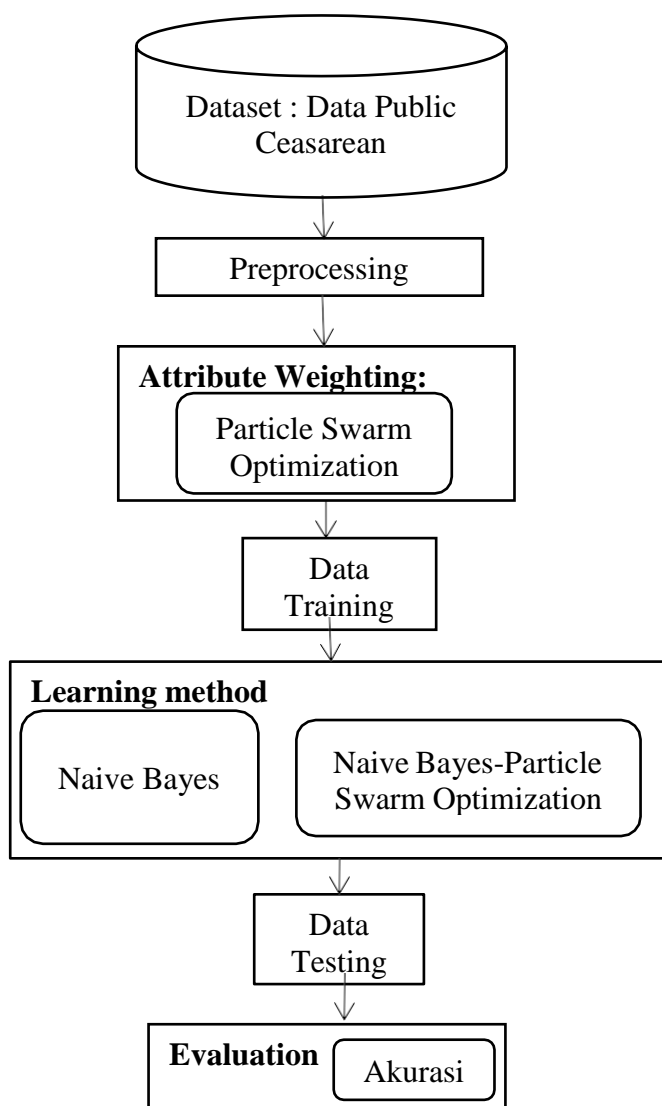 Dataset : Data Public
Ceasarean
Preprocessing
Attribute Weighting:
Particle Swarm
Optimization
Data
Training
Learning method
Naive Bayes
Naive Bayes-Particle
Swarm Optimization
Data
Testing
Evaluation
Akurasi